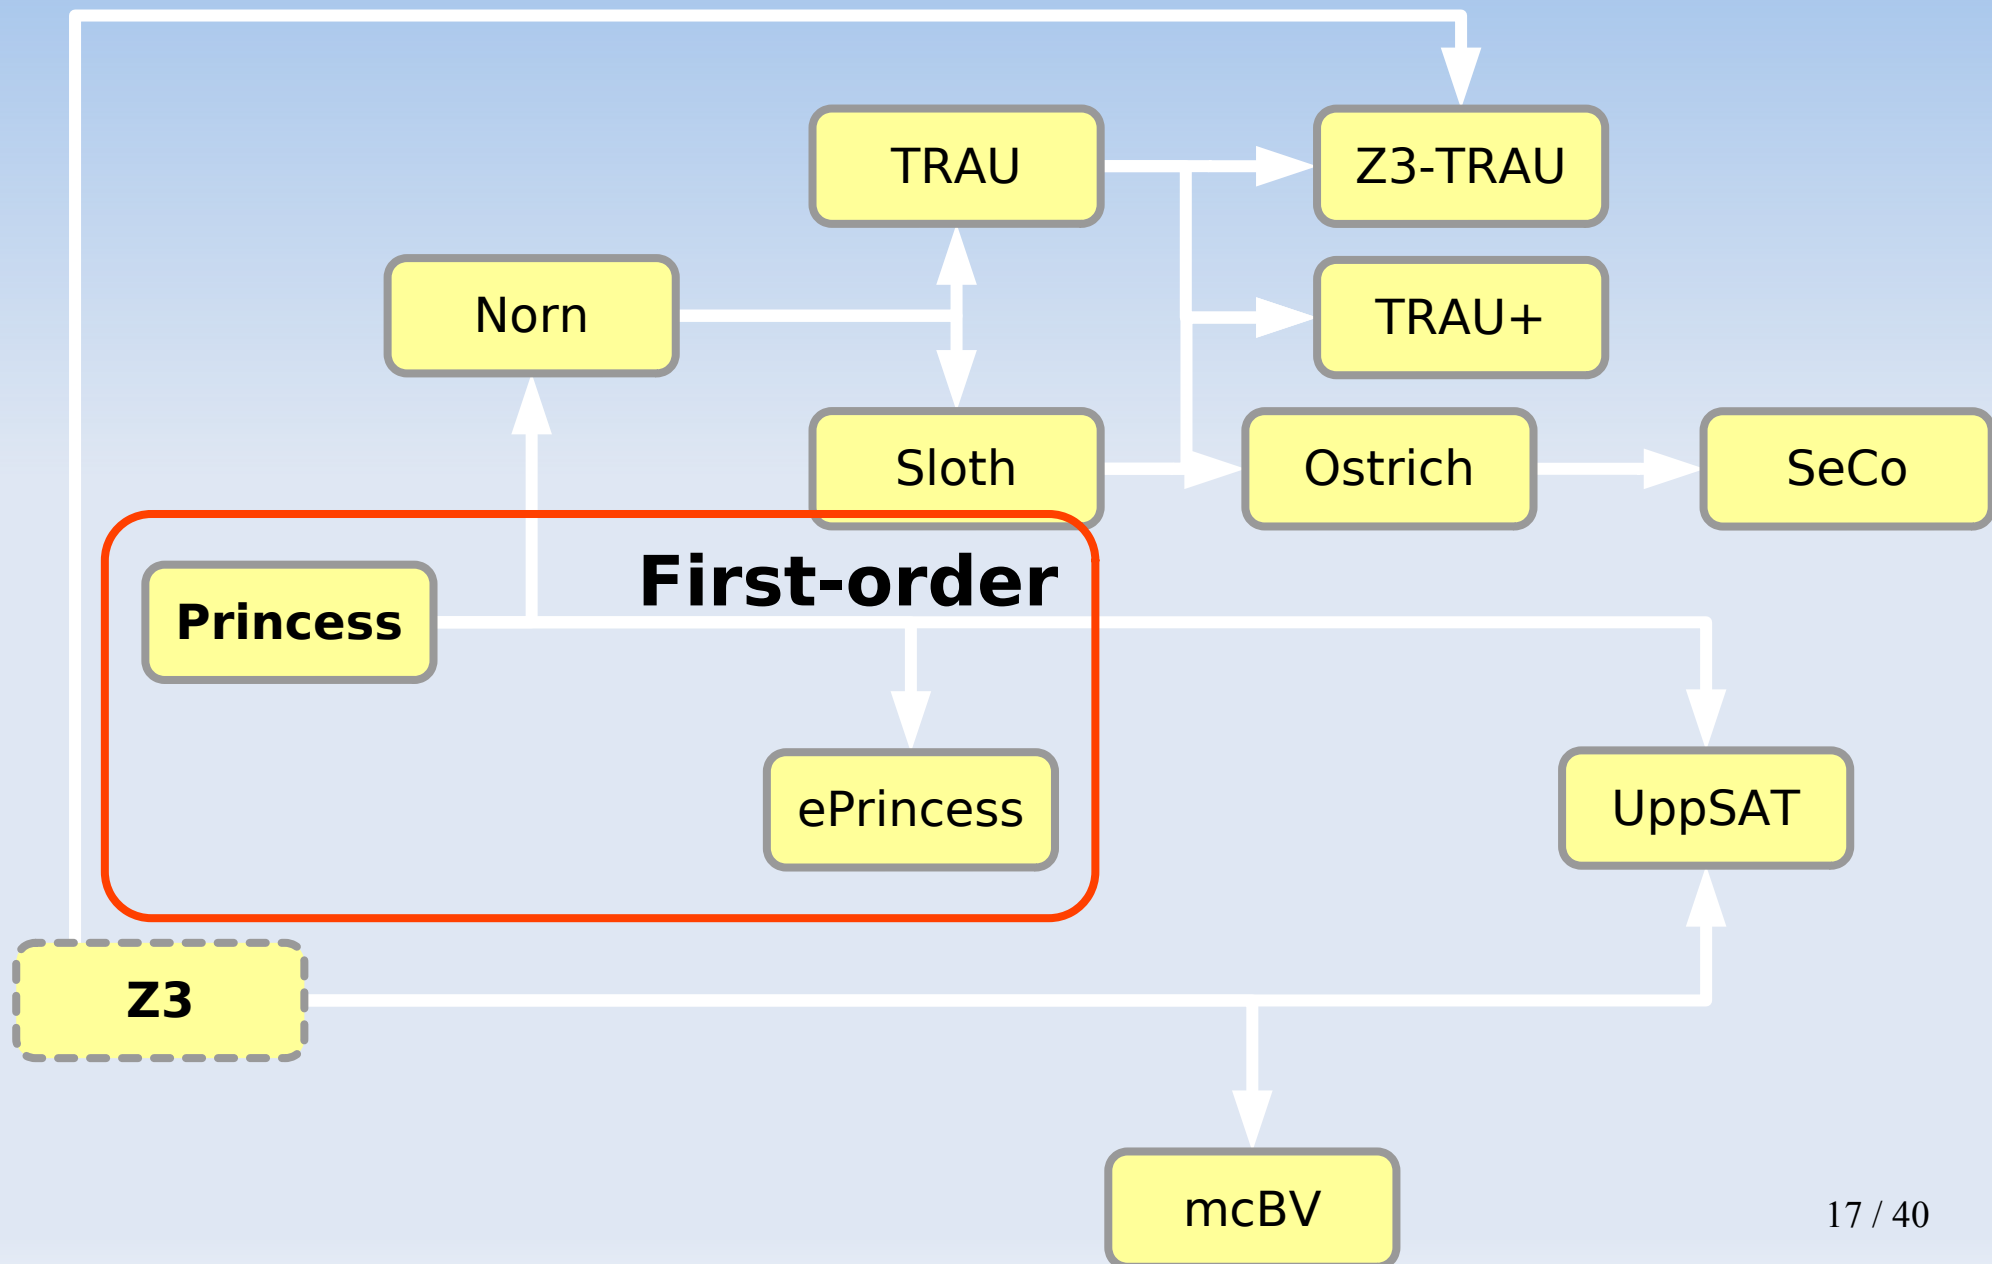 TRAU
Z3-TRAU
Norn
TRAU+
Sloth
Ostrich
SeCo
First-order
Princess
ePrincess
UppSAT
Z3
mcBV
17 / 40